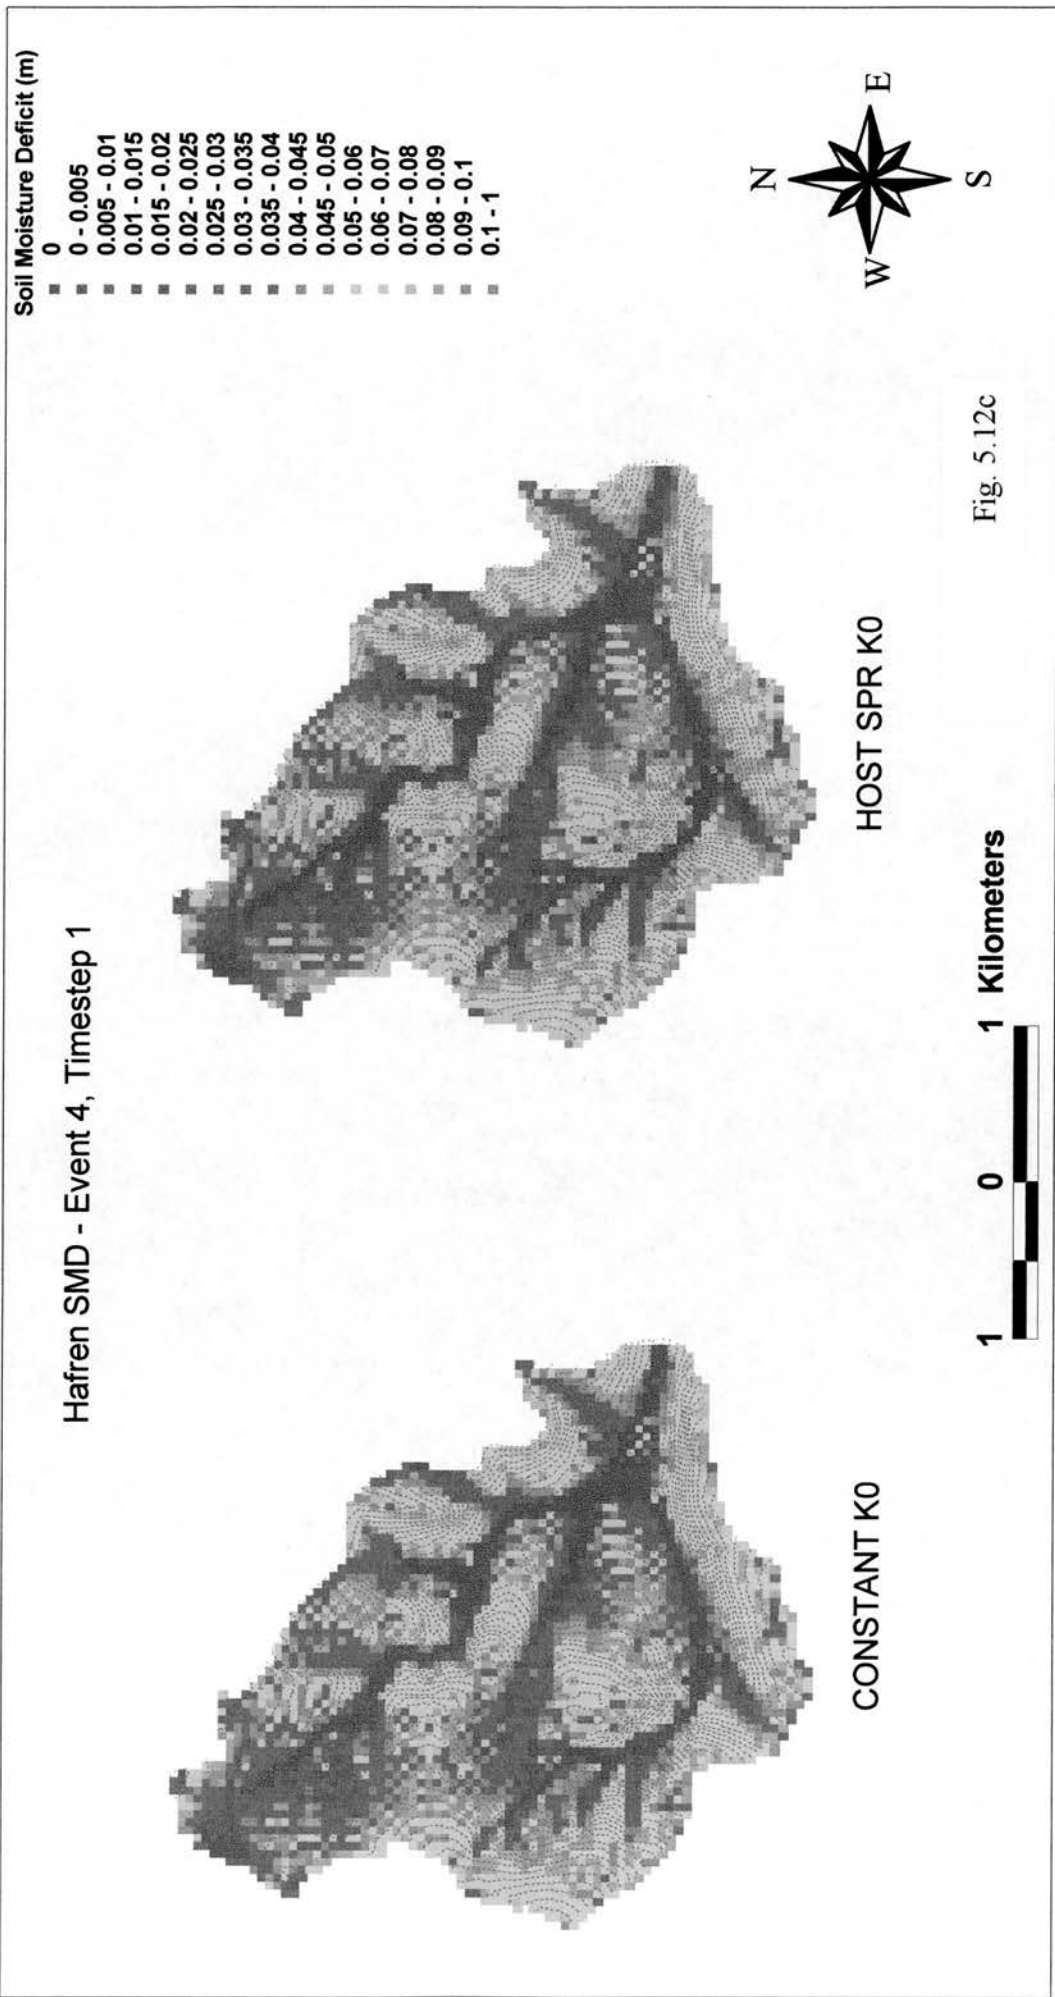 Hafren SMD - Event 4, Timestep 1
Soil Moisture Deficit (m)
0
0 - 0.005
0.005 - 0.01
0.01 - 0.015
0.015 - 0.02
0.02 - 0.025
0.025 - 0.03
0.03 - 0.035
0.035 - 0.04
0.04 - 0.045
0.045 - 0.05
0.05 - 0.06
0.06 - 0.07
0.07 - 0.08
0.08 - 0.09
0.09 - 0.1
0.1 - 1
N
W
E
S
CONSTANT K0
HOST SPR K0
1 0 1 Kilometers
Fig. 5.12c